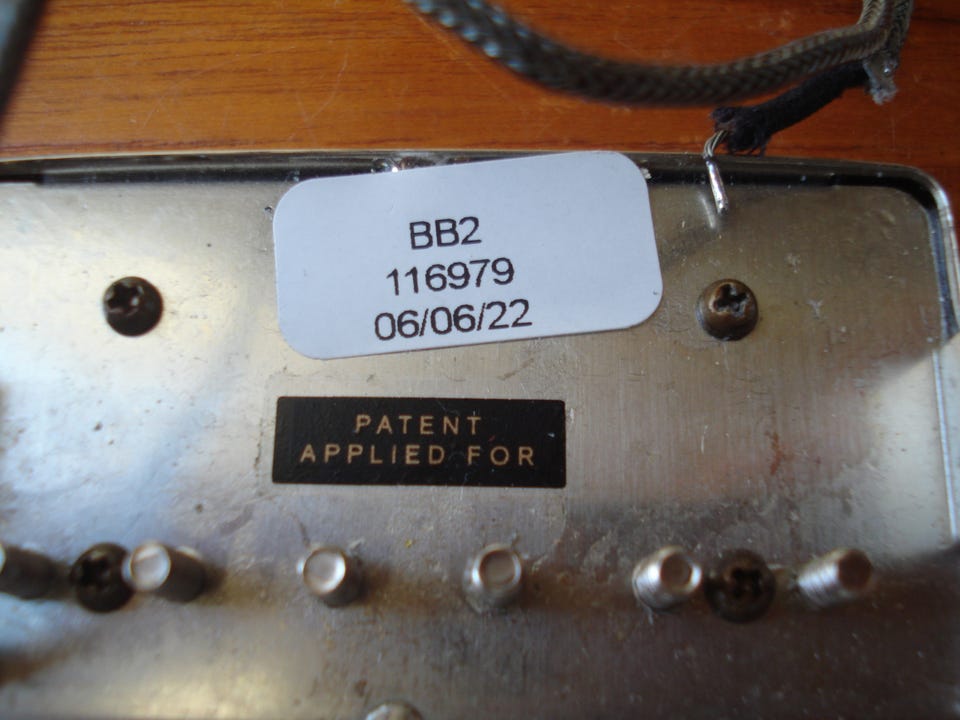 BB2
116979
06/06/22
PATENT
APPLIED FOR